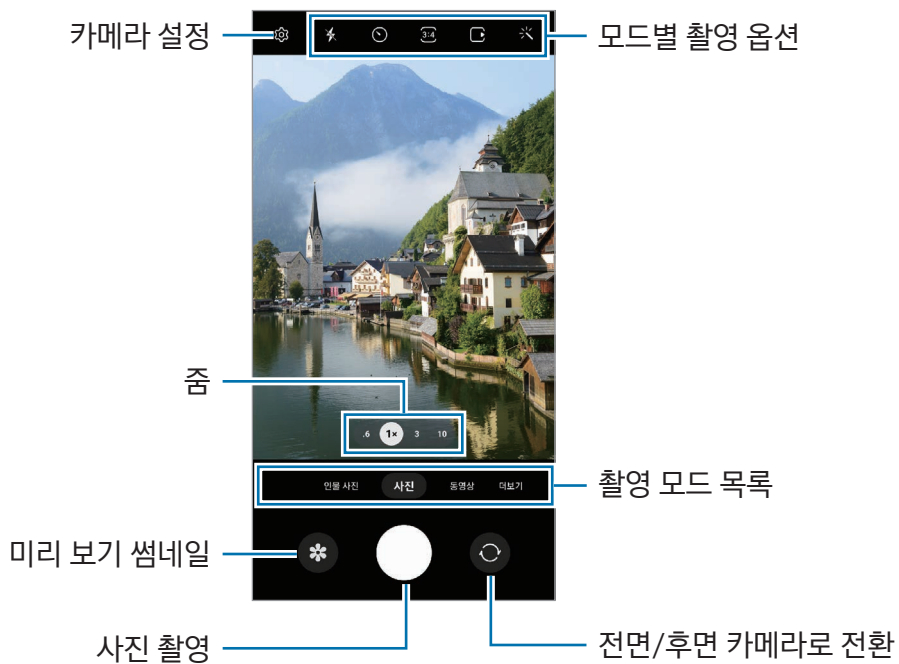 카메라 설정
모드별 촬영 옵션
3:4
줌
.6 1× 3 10
인물 사진 사진 동영상 더보기
촬영 모드 목록
미리 보기 썸네일
사진 촬영
전면/후면 카메라로 전환